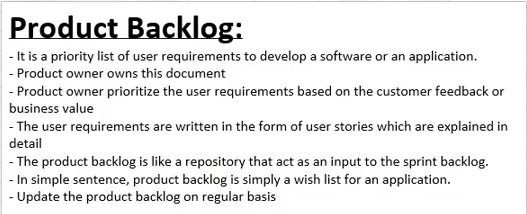 Product Backlog:
- It is a priority list of user requirements to develop a software or an application.
- Product owner owns this document
- Product owner prioritize the user requirements based on the customer feedback or
business value
- The user requirements are written in the form of user stories which are explained in
detail
- The product backlog is like a repository that act as an input to the sprint backlog.
- In simple sentence, product backlog is simply a wish list for an application.
- Update the product backlog on regular basis